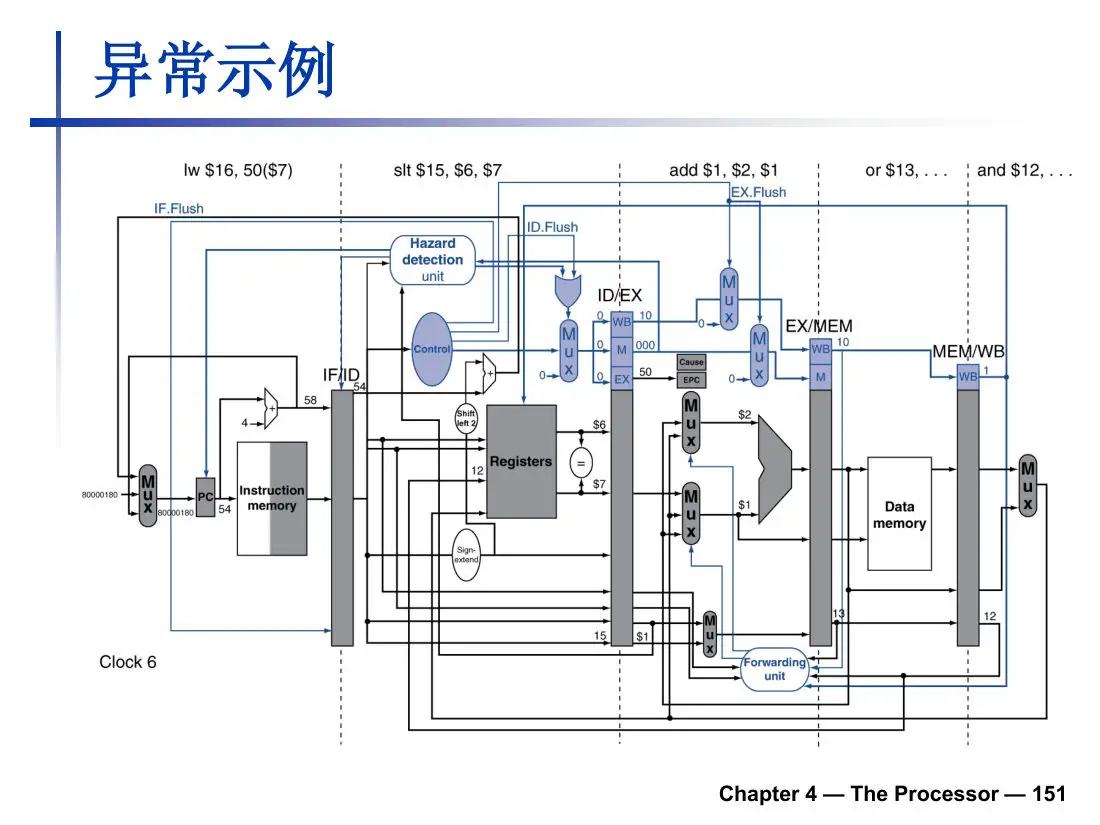 异常示例
lw $16, 50($7)
slt $15, $6, $7
add $1, $2, $1
or $13, . . .
and $12, . . .
EX.Flush
IF.Flush
ID.Flush
Hazard
detection
unit
ID/EX
M
u
x
0
WB
10
0
EX/MEM
Control
M
u
x
0
0
M
000
M
u
x
0
WB
10
MEM/WB
Cause
EPC
0
EX
50
M
WB
1
IF/ID
54
+
58
+
4
Shift
left 2
M
u
x
$2
$6
Registers
=
12
$7
M
u
x
80000180
80000180
PC
54
Instruction
memory
M
u
x
$1
Data
memory
M
u
x
Sign-
extend
15
$1
M
u
x
13
12
Forwarding
unit
Clock 6
Chapter 4 — The Processor — 151